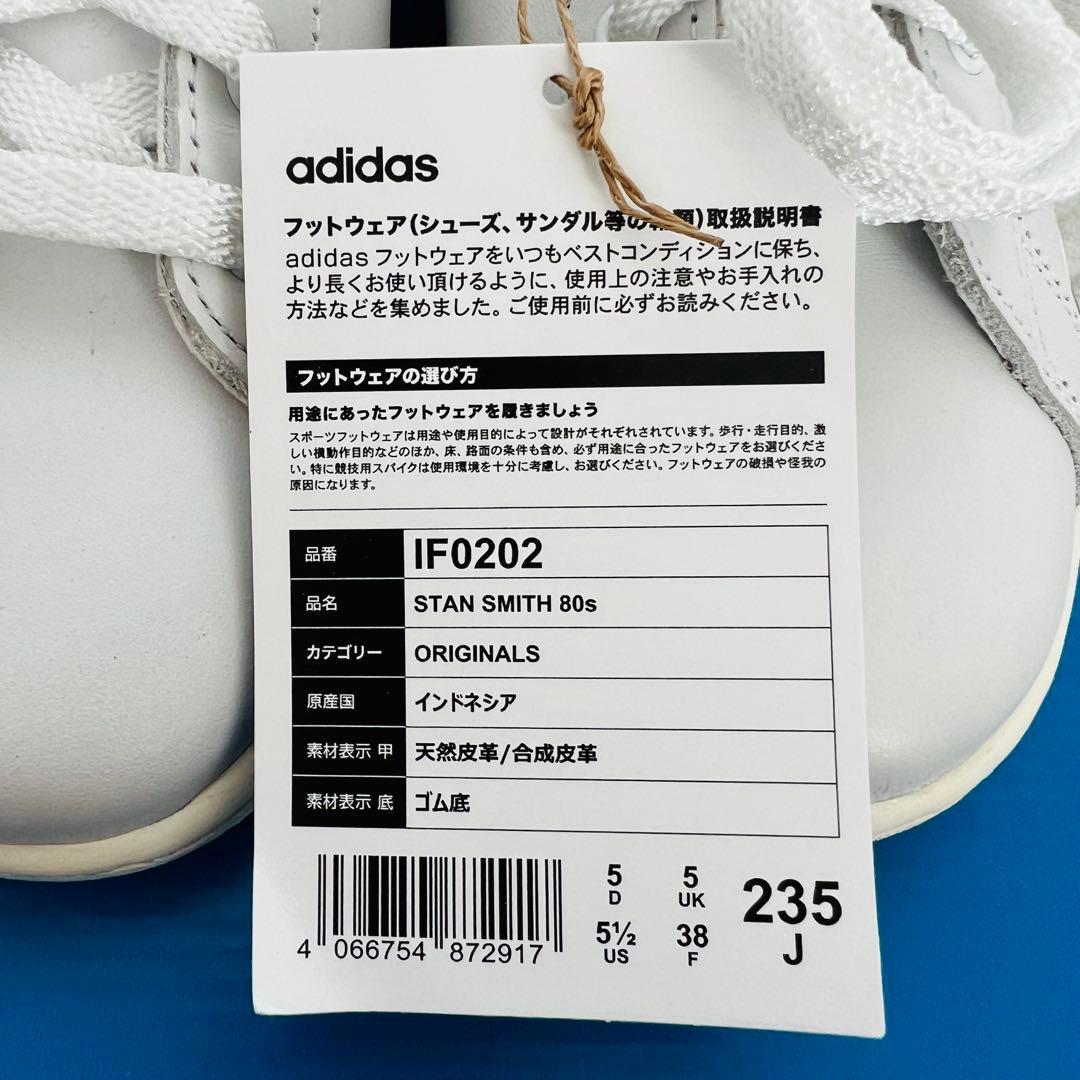 adidas
フットウェア(シューズ、サンダル等の 類)取扱説明書
adidas フットウェアをいつもベストコンディションに保ち、
より長くお使い頂けるように、使用上の注意やお手入れの
方法などを集めました。ご使用前に必ずお読みください。
フットウェアの選び方
用途にあったフットウェアを履きましょう
スポーツフットウェアは用途や使用目的によって設計がそれぞれされています。歩行・走行目的、激
しい横動作目的などのほか、床、路面の条件も含め、必ず用途に合ったフットウェアをお選びくださ
い。特に競技用スパイクは使用環境を十分に考慮し、お選びください。フットウェアの破損や怪我の
原因になります。
品番 IF0202
品名 STAN SMITH 80s
カテゴリー ORIGINALS
原産国 インドネシア
素材表示 甲 天然皮革/合成皮革
素材表示 底 ゴム底
5 5 235
D UK J
5½ 38
US F
4 066754 872917